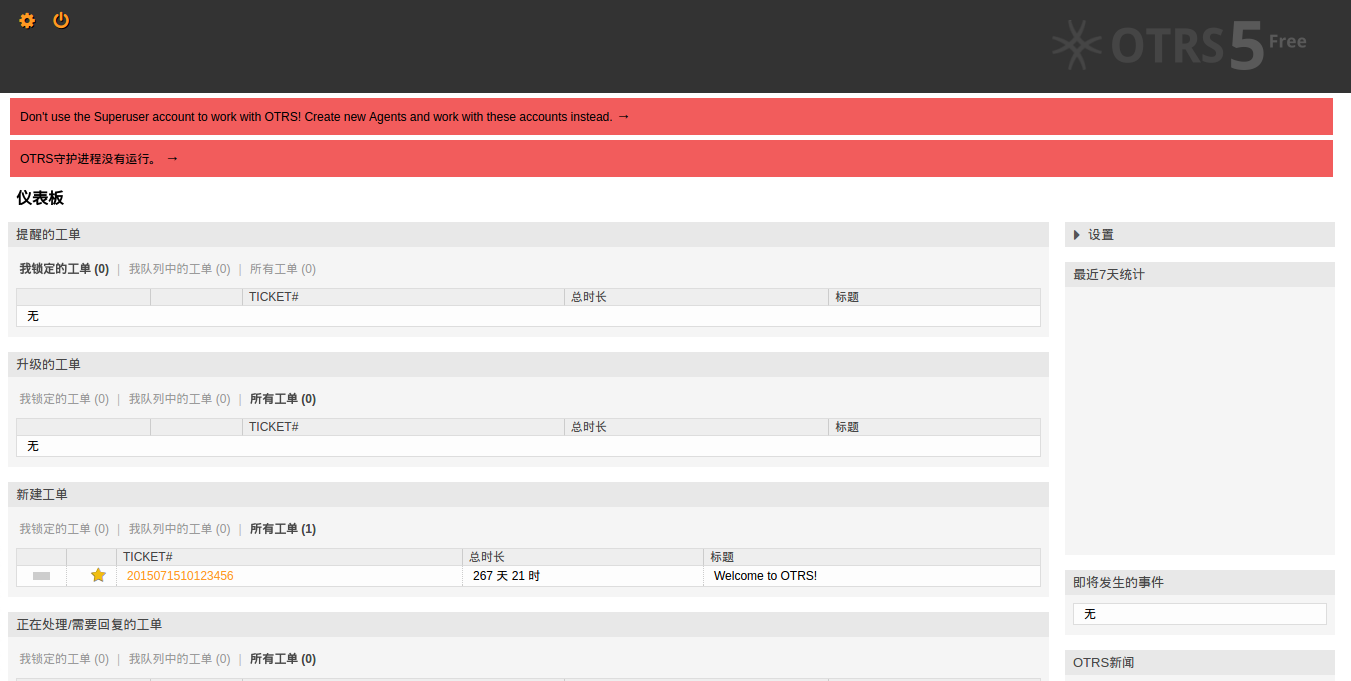 OTRS 5 Free
Don't use the Superuser account to work with OTRS! Create new Agents and work with these accounts instead. →
OTRS守护进程没有运行。 →
仪表板
提醒的工单
我锁定的工单 (0) | 我队列中的工单 (0) | 所有工单 (0)
TICKET# 总时长 标题
无
升级的工单
我锁定的工单 (0) | 我队列中的工单 (0) | 所有工单 (0)
TICKET# 总时长 标题
无
新建工单
我锁定的工单 (0) | 我队列中的工单 (0) | 所有工单 (1)
TICKET# 总时长 标题
2015071510123456 267 天 21 时 Welcome to OTRS!
正在处理/需要回复的工单
我锁定的工单 (0) | 我队列中的工单 (0) | 所有工单 (0)
设置
最近7天统计
即将发生的事件
无
OTRS新闻